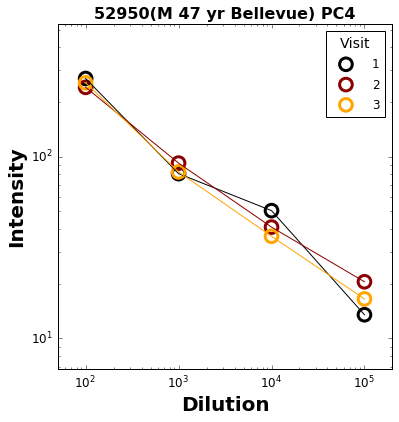 52950(M 47 yr Bellevue) PC4
Visit
1
2
3
10²
10¹
Intensity
10² 10³ 10⁴ 10⁵
Dilution